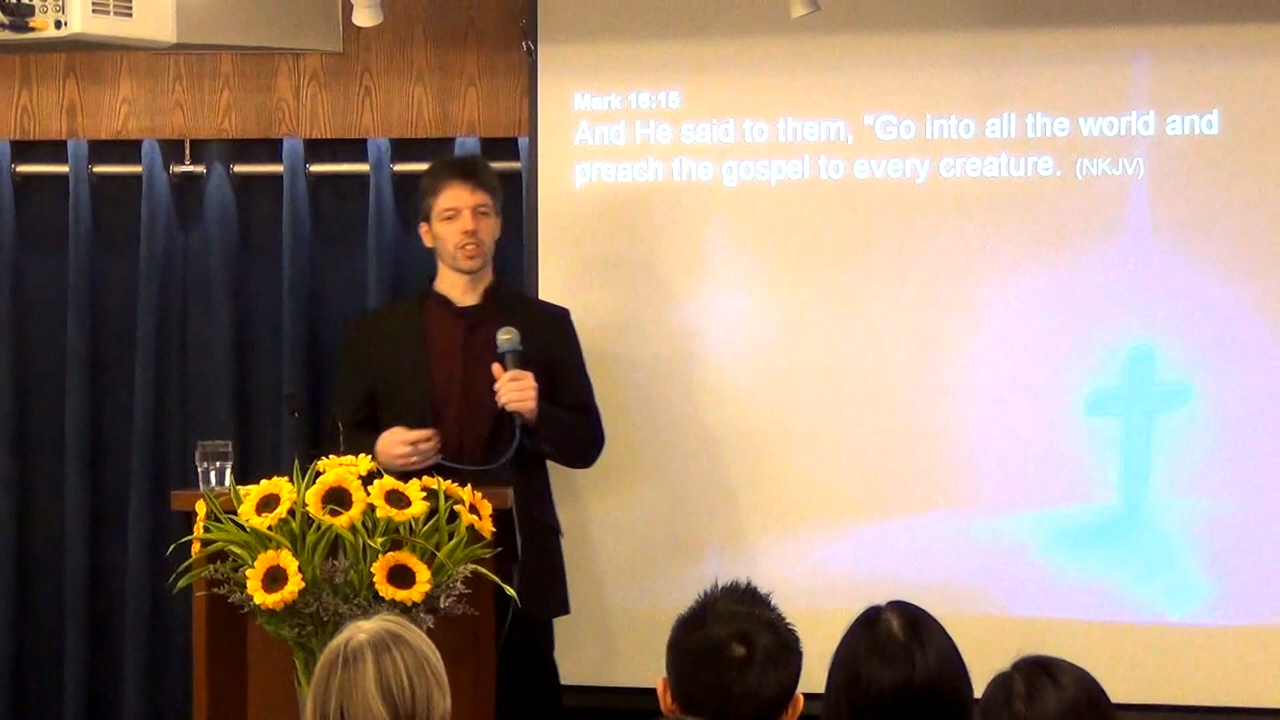 Mark 16:15
And He said to them, "Go into all the world and
preach the gospel to every creature. (NKJV)